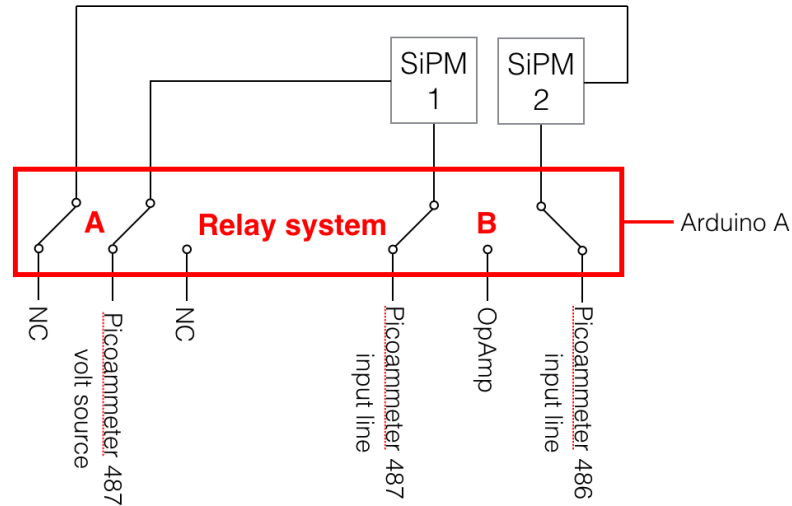 SiPM
1
SiPM
2
A
Relay system
B
Arduino A
NC
Picoammeter 487
volt source
NC
Picoammeter 487
input line
OpAmp
Picoammeter 486
input line